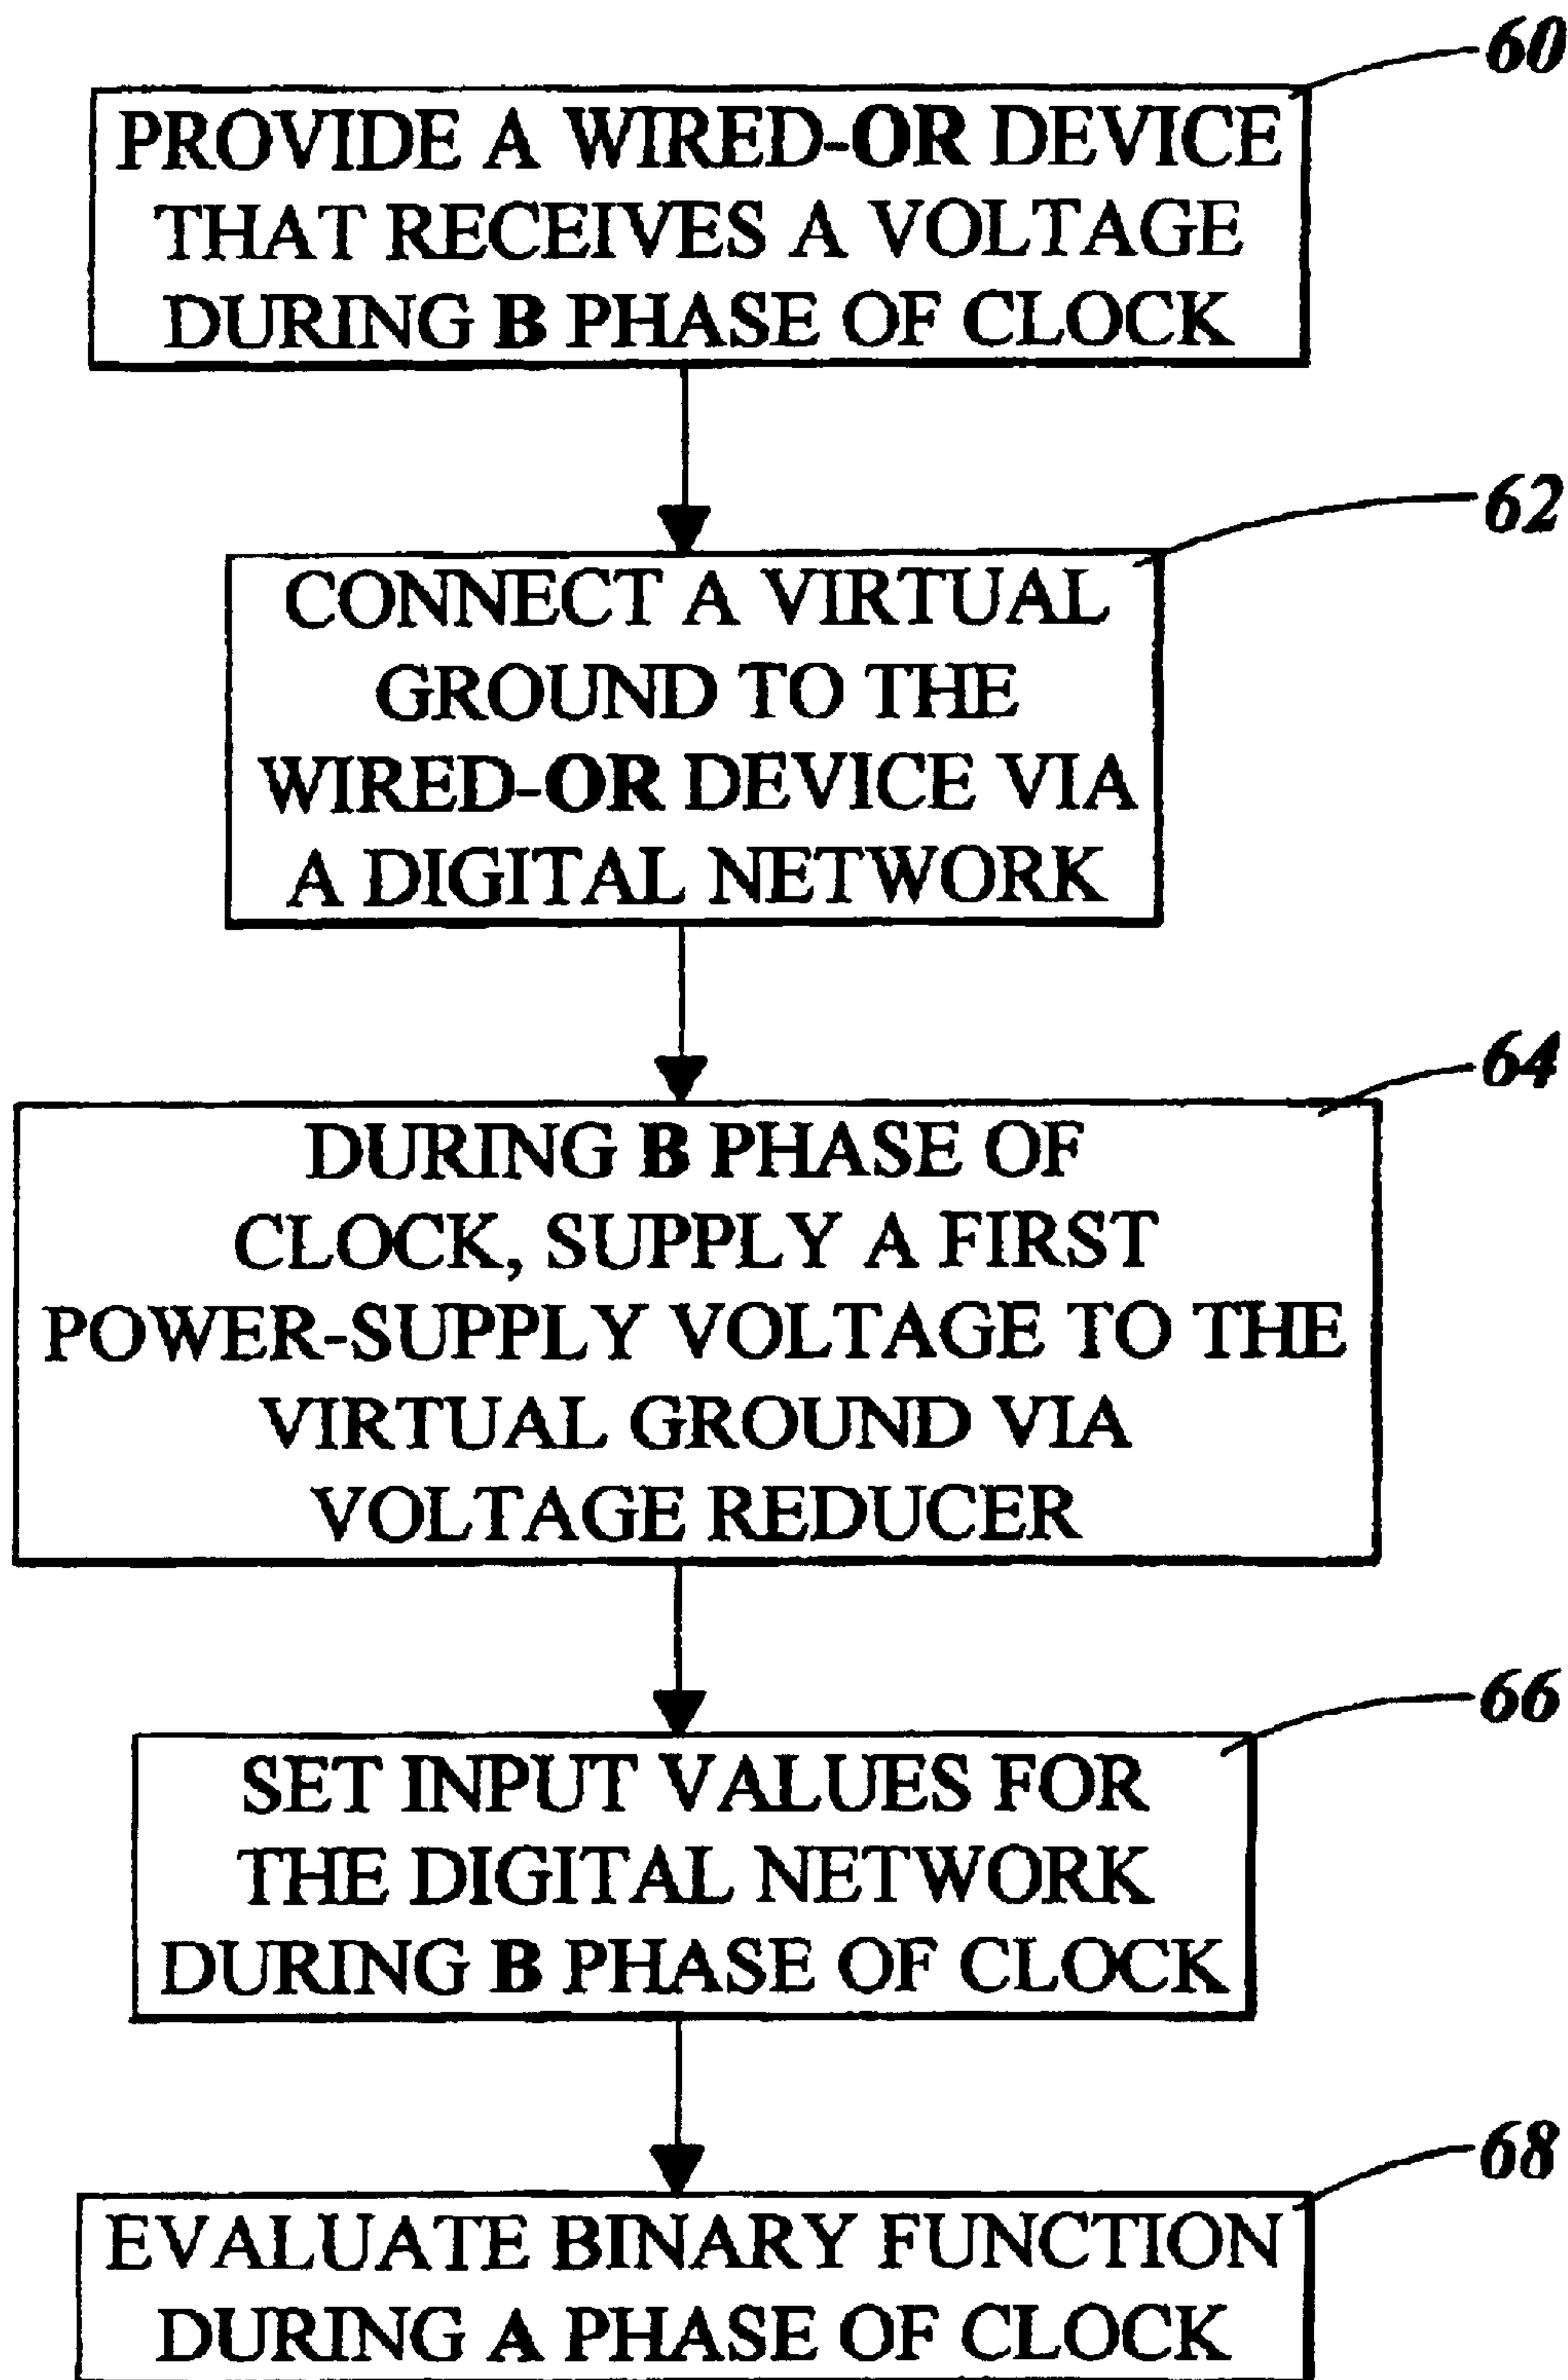 60
PROVIDE A WIRED-OR DEVICE
THAT RECEIVES A VOLTAGE
DURING B PHASE OF CLOCK
62
CONNECT A VIRTUAL
GROUND TO THE
WIRED-OR DEVICE VIA
A DIGITAL NETWORK
64
DURING B PHASE OF
CLOCK, SUPPLY A FIRST
POWER-SUPPLY VOLTAGE TO THE
VIRTUAL GROUND VIA
VOLTAGE REDUCER
66
SET INPUT VALUES FOR
THE DIGITAL NETWORK
DURING B PHASE OF CLOCK
68
EVALUATE BINARY FUNCTION
DURING A PHASE OF CLOCK